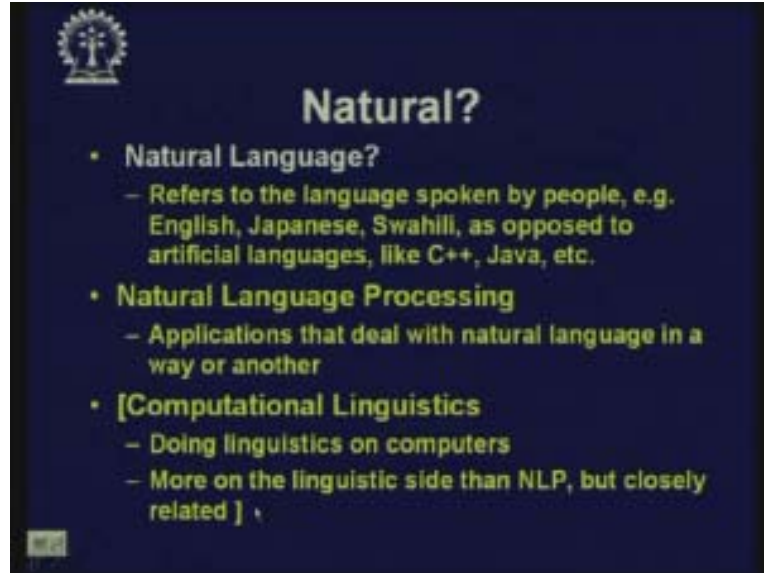 Natural?
• Natural Language?
– Refers to the language spoken by people, e.g.
English, Japanese, Swahili, as opposed to
artificial languages, like C++, Java, etc.
• Natural Language Processing
– Applications that deal with natural language in a
way or another
• [Computational Linguistics
– Doing linguistics on computers
– More on the linguistic side than NLP, but closely
related ]